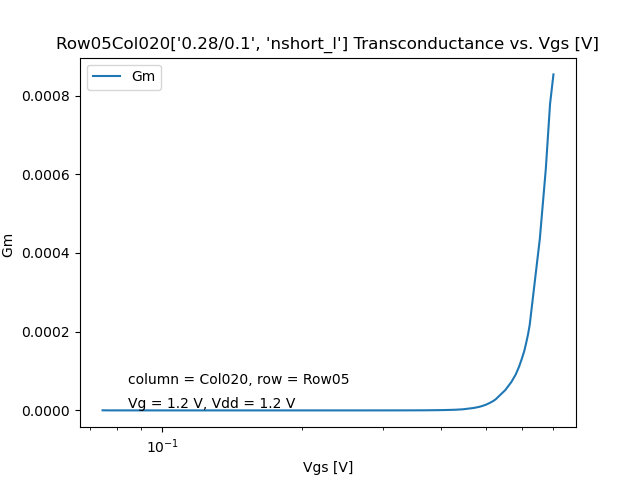 Row05Col020['0.28/0.1', 'nshort_l'] Transconductance vs. Vgs [V]
Gm
0.0008
0.0006
0.0004
0.0002
0.0000
Gm
column = Col020, row = Row05
Vg = 1.2 V, Vdd = 1.2 V
10⁻¹
Vgs [V]